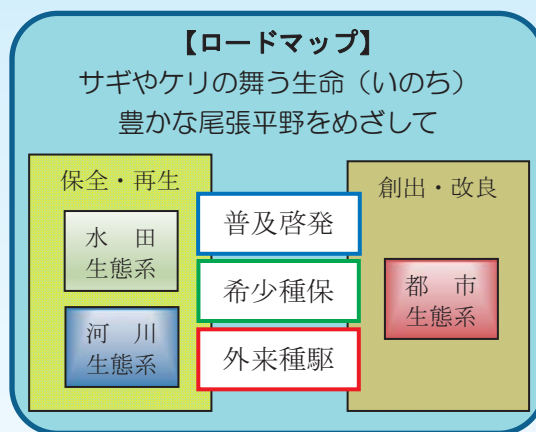 【ロードマップ】
サギやケリの舞う生命（いのち）
豊かな尾張平野をめざして
保全・再生
水　田
生態系
河　川
生態系
普及啓発
希少種保
外来種駆
創出・改良
都　市
生態系